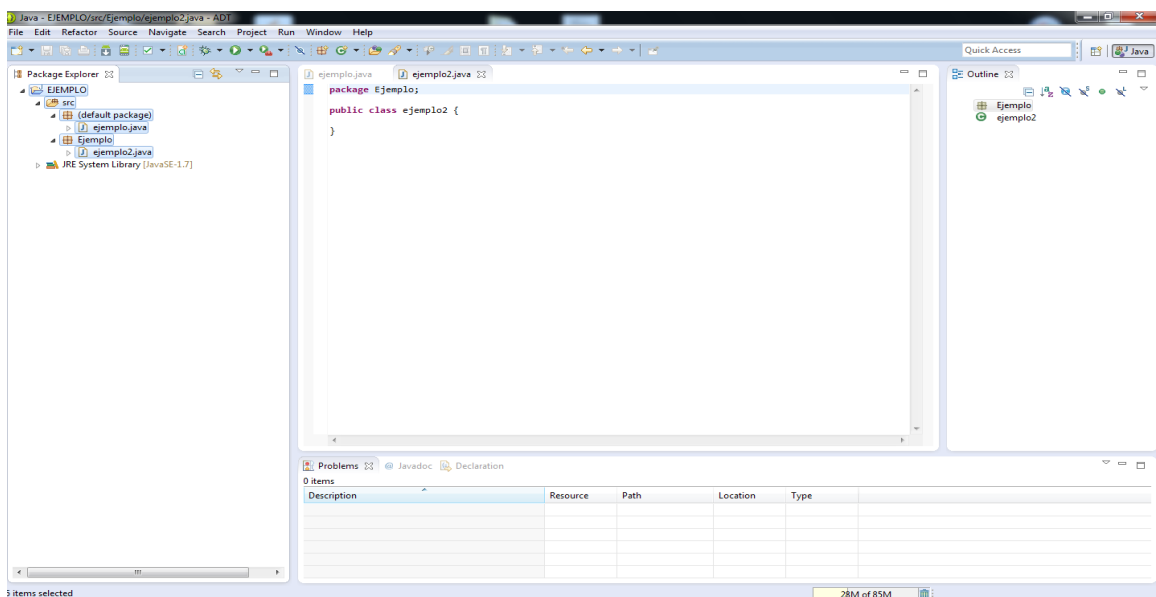 Java - EJEMPLO/src/Ejemplo/ejemplo2.java - ADT
File Edit Refactor Source Navigate Search Project Run Window Help
Quick Access
Java
Package Explorer
EJEMPLO
src
(default package)
ejemplo.java
Ejemplo
ejemplo2.java
JRE System Library [JavaSE-1.7]
ejemplo.java ejemplo2.java
package Ejemplo;
public class ejemplo2 {
}
Outline
Ejemplo
ejemplo2
Problems @ Javadoc Declaration
0 items
Description Resource Path Location Type
items selected
28M of 85M